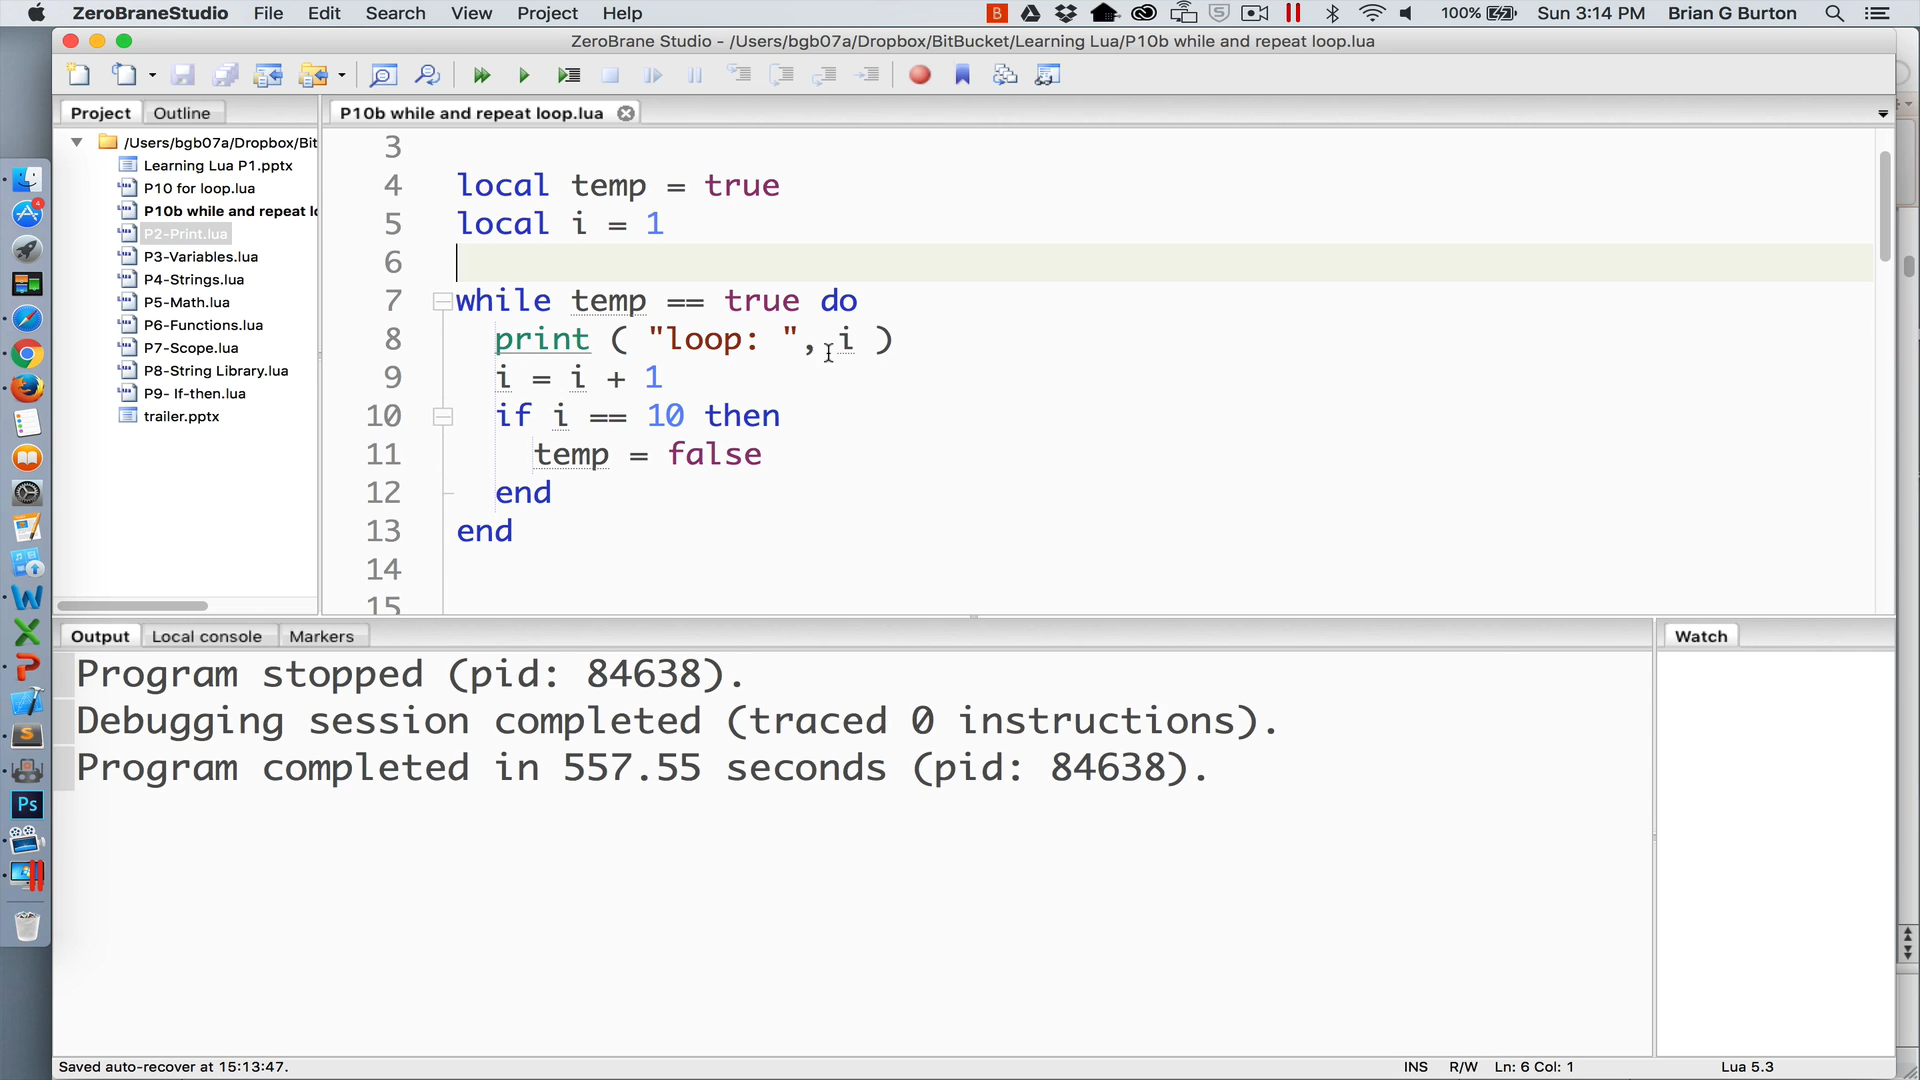 ZeroBraneStudio File Edit Search View Project Help 100% Sun 3:14 PM Brian G Burton
ZeroBrane Studio - /Users/bgb07a/Dropbox/BitBucket/Learning Lua/P10b while and repeat loop.lua
Project Outline
P10b while and repeat loop.lua
/Users/bgb07a/Dropbox/Bit
Learning Lua P1.pptx
P10 for loop.lua
P10b while and repeat l
P2-Print.lua
P3-Variables.lua
P4-Strings.lua
P5-Math.lua
P6-Functions.lua
P7-Scope.lua
P8-String Library.lua
P9- If-then.lua
trailer.pptx
3
4 local temp = true
5 local i = 1
6
7 while temp == true do
8 print ( "loop: ", i )
9 i = i + 1
10 if i == 10 then
11 temp = false
12 end
13 end
14
15
Output Local console Markers
Program stopped (pid: 84638).
Debugging session completed (traced 0 instructions).
Program completed in 557.55 seconds (pid: 84638).
Watch
Saved auto-recover at 15:13:47. INS R/W Ln: 6 Col: 1 Lua 5.3